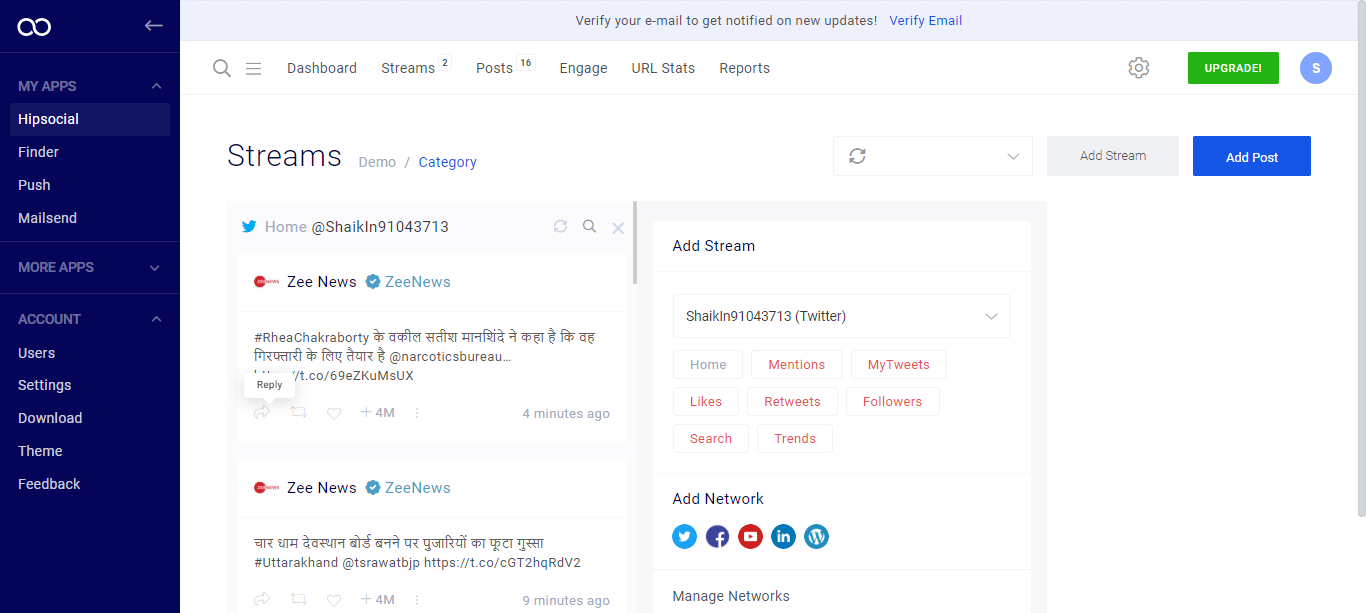 Verify your e-mail to get notified on new updates! Verify Email
MY APPS
Hipsocial
Finder
Push
Mailsend
MORE APPS
ACCOUNT
Users
Settings
Download
Theme
Feedback
Dashboard Streams 2 Posts 16 Engage URL Stats Reports
UPGRADE! S
Streams Demo / Category
Add Stream Add Post
Home @ShaikIn91043713
Zee News ZeeNews
#RheaChakraborty के वकील सतीश मानशिंदे ने कहा है कि वह
गिरफ्तारी के लिए तैयार है @narcoticsbureau…
/t.co/69eZKuMsUX
Reply
4M 4 minutes ago
Zee News ZeeNews
चार धाम देवस्थान बोर्ड बनने पर पुजारियों का फूटा गुस्सा
#Uttarakhand @tsrawatbjp https://t.co/cGT2hqRdV2
4M 9 minutes ago
Add Stream
ShaikIn91043713 (Twitter)
Home Mentions MyTweets
Likes Retweets Followers
Search Trends
Add Network
Manage Networks